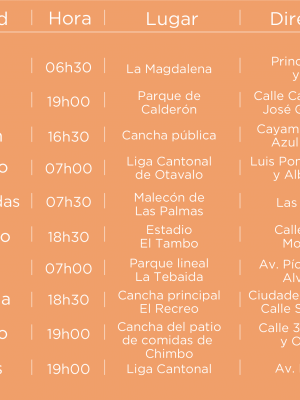 d Hora Lugar Dire
06h30 La Magdalena Princ
y
19h00 Parque de Calderón Calle Ca
José G
n 16h30 Cancha pública Cayam
Azul
o 07h00 Liga Cantonal de Otavalo Luis Pon
y Alb
das 07h30 Malecón de Las Palmas Las
o 18h30 Estadio El Tambo Calle
Mo
07h00 Parque lineal La Tebaida Av. Píc
Alv
a 18h30 Cancha principal El Recreo Ciudade
Calle S
o 19h00 Cancha del patio de comidas de Chimbo Calle 3
y O
s 19h00 Liga Cantonal Av.